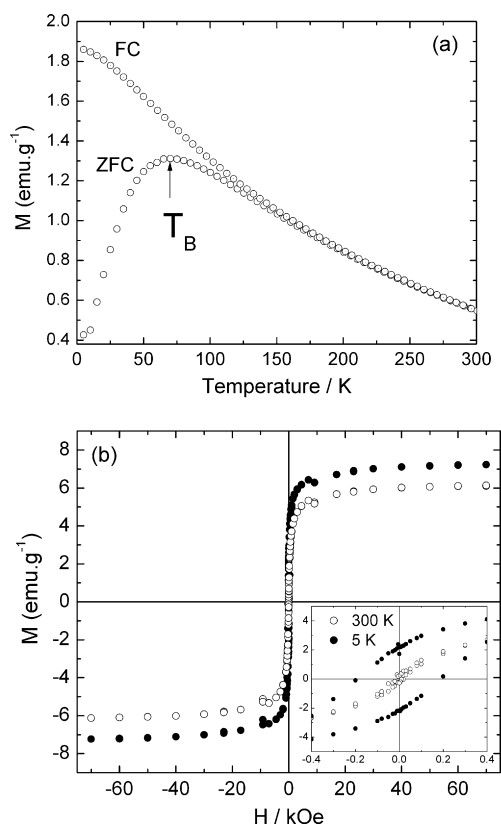 (a)
FC
ZFC
T_B
M (emu.g⁻¹)
2.0
1.8
1.6
1.4
1.2
1.0
0.8
0.6
0.4
0 50 100 150 200 250 300
Temperature / K
(b)
M (emu.g⁻¹)
8
6
4
2
0
-2
-4
-6
-8
300 K
5 K
4
2
0
-2
-4
-0.4 -0.2 0.0 0.2 0.4
-60 -40 -20 0 20 40 60
H / kOe